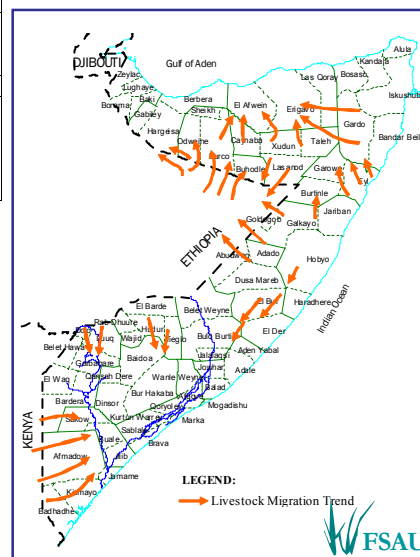 DJIBOUTI
Gulf of Aden
Alula
Kandala
Zeylac
Las Qoray
Bosaso
Lughaye
Iskushuban
Baki
Berbera
El Afwein
Borama
Sheikh
Erigavo
Gabiley
Gardo
Hargeisa
Caynaba
Taleh
Bandar Beila
Odweine
Xudun
Burco
Lasanod
Garowe
Buhodle
Eyl
Burtinle
Jariban
Goldogob
Galkayo
ETHIOPIA
Abudwaq
Adado
Hobyo
Dusa Mareb
Indian Ocean
El Barde
Belet Weyne
El Bur
Haradhere
Rab Dhuure
Hudur
Bulo Burti
El Der
Luuq
Wajid
Tieglo
Belet Hawa
Baidoa
Jalalaqsi
Aden Yabal
Garbahare
Qansah Dere
Jowhar
El Waq
Wanle Weyne
Adale
Balad
Bardera
Dinsor
Bur Hakaba
Afgoye
Mogadishu
Qoryoley
KENYA
Sakow
Kurtun Warrey
Marka
Sablale
Buale
Brava
Afmadow
Jilib
Jamame
Kismayo
Badhadhe
LEGEND:
Livestock Migration Trend
FSAU